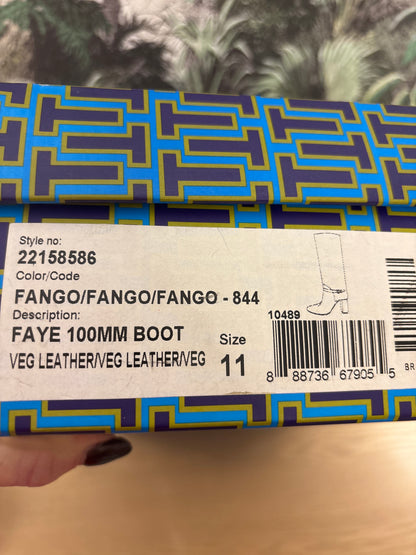 Style no:
22158586
Color/Code
FANGO/FANGO/FANGO - 844
Description:
FAYE 100MM BOOT
VEG LEATHER/VEG LEATHER/VEG
Size
11
10489
8 88736 67905 5
BR